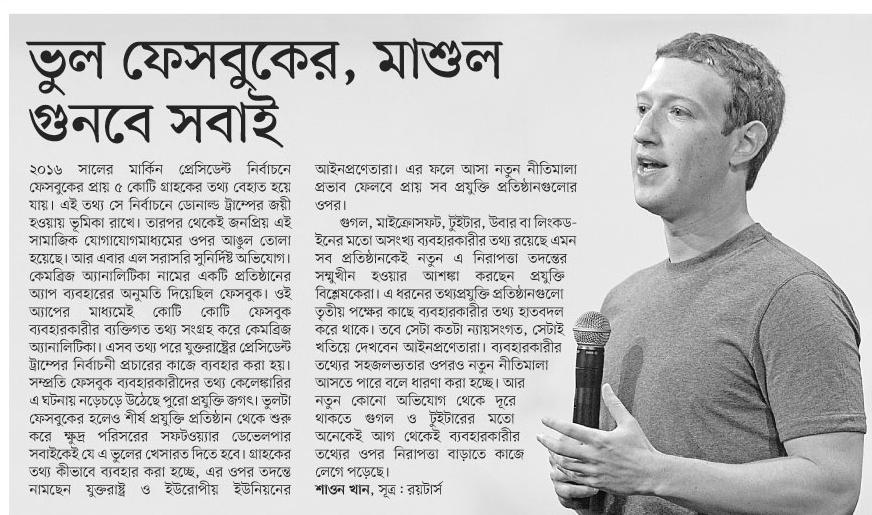 ভুল ফেসবুকের, মাশুল
গুনবে সবাই
২০১৬ সালের মার্কিন প্রেসিডেন্ট নির্বাচনে
ফেসবুকের প্রায় ৫ কোটি গ্রাহকের তথ্য বেহাত হয়ে
যায়। এই তথ্য সে নির্বাচনে ডোনাল্ড ট্রাম্পের জয়ী
হওয়ায় ভূমিকা রাখে। তারপর থেকেই জনপ্রিয় এই
সামাজিক যোগাযোগমাধ্যমের ওপর আঙুল তোলা
হয়েছে। আর এবার এল সরাসরি সুনির্দিষ্ট অভিযোগ।
কেমব্রিজ অ্যানালিটিকা নামের একটি প্রতিষ্ঠানের
অ্যাপ ব্যবহারের অনুমতি দিয়েছিল ফেসবুক। ওই
অ্যাপের মাধ্যমেই কোটি কোটি ফেসবুক
ব্যবহারকারীর ব্যক্তিগত তথ্য সংগ্রহ করে কেমব্রিজ
অ্যানালিটিকা। এসব তথ্য পরে যুক্তরাষ্ট্রের প্রেসিডেন্ট
ট্রাম্পের নির্বাচনী প্রচারের কাজে ব্যবহার করা হয়।
সম্প্রতি ফেসবুক ব্যবহারকারীদের তথ্য কেলেঙ্কারির
এ ঘটনায় নড়েচড়ে উঠেছে পুরো প্রযুক্তি জগৎ। ভুলটা
ফেসবুকের হলেও শীর্ষ প্রযুক্তি প্রতিষ্ঠান থেকে শুরু
করে ক্ষুদ্র পরিসরের সফটওয়্যার ডেভেলপার
সবাইকেই যে এ ভুলের খেসারত দিতে হবে। গ্রাহকের
তথ্য কীভাবে ব্যবহার করা হচ্ছে, এর ওপর তদন্তে
নামছেন যুক্তরাষ্ট্র ও ইউরোপীয় ইউনিয়নের
আইনপ্রণেতারা। এর ফলে আসা নতুন নীতিমালা
প্রভাব ফেলবে প্রায় সব প্রযুক্তি প্রতিষ্ঠানগুলোর
ওপর।
গুগল, মাইক্রোসফট, টুইটার, উবার বা লিংকড-
ইনের মতো অসংখ্য ব্যবহারকারীর তথ্য রয়েছে এমন
সব প্রতিষ্ঠানকেই নতুন এ নিরাপত্তা তদন্তের
সম্মুখীন হওয়ার আশঙ্কা করছেন প্রযুক্তি
বিশ্লেষকেরা। এ ধরনের তথ্যপ্রযুক্তি প্রতিষ্ঠানগুলো
তৃতীয় পক্ষের কাছে ব্যবহারকারীর তথ্য হাতবদল
করে থাকে। তবে সেটা কতটা ন্যায়সংগত, সেটাই
খতিয়ে দেখবেন আইনপ্রণেতারা। ব্যবহারকারীর
তথ্যের সহজলভ্যতার ওপরও নতুন নীতিমালা
আসতে পারে বলে ধারণা করা হচ্ছে। আর
নতুন কোনো অভিযোগ থেকে দূরে
থাকতে গুগল ও টুইটারের মতো
অনেকেই আগ থেকেই ব্যবহারকারীর
তথ্যের ওপর নিরাপত্তা বাড়াতে কাজে
লেগে পড়েছে।
শাওন খান, সূত্র : রয়টার্স